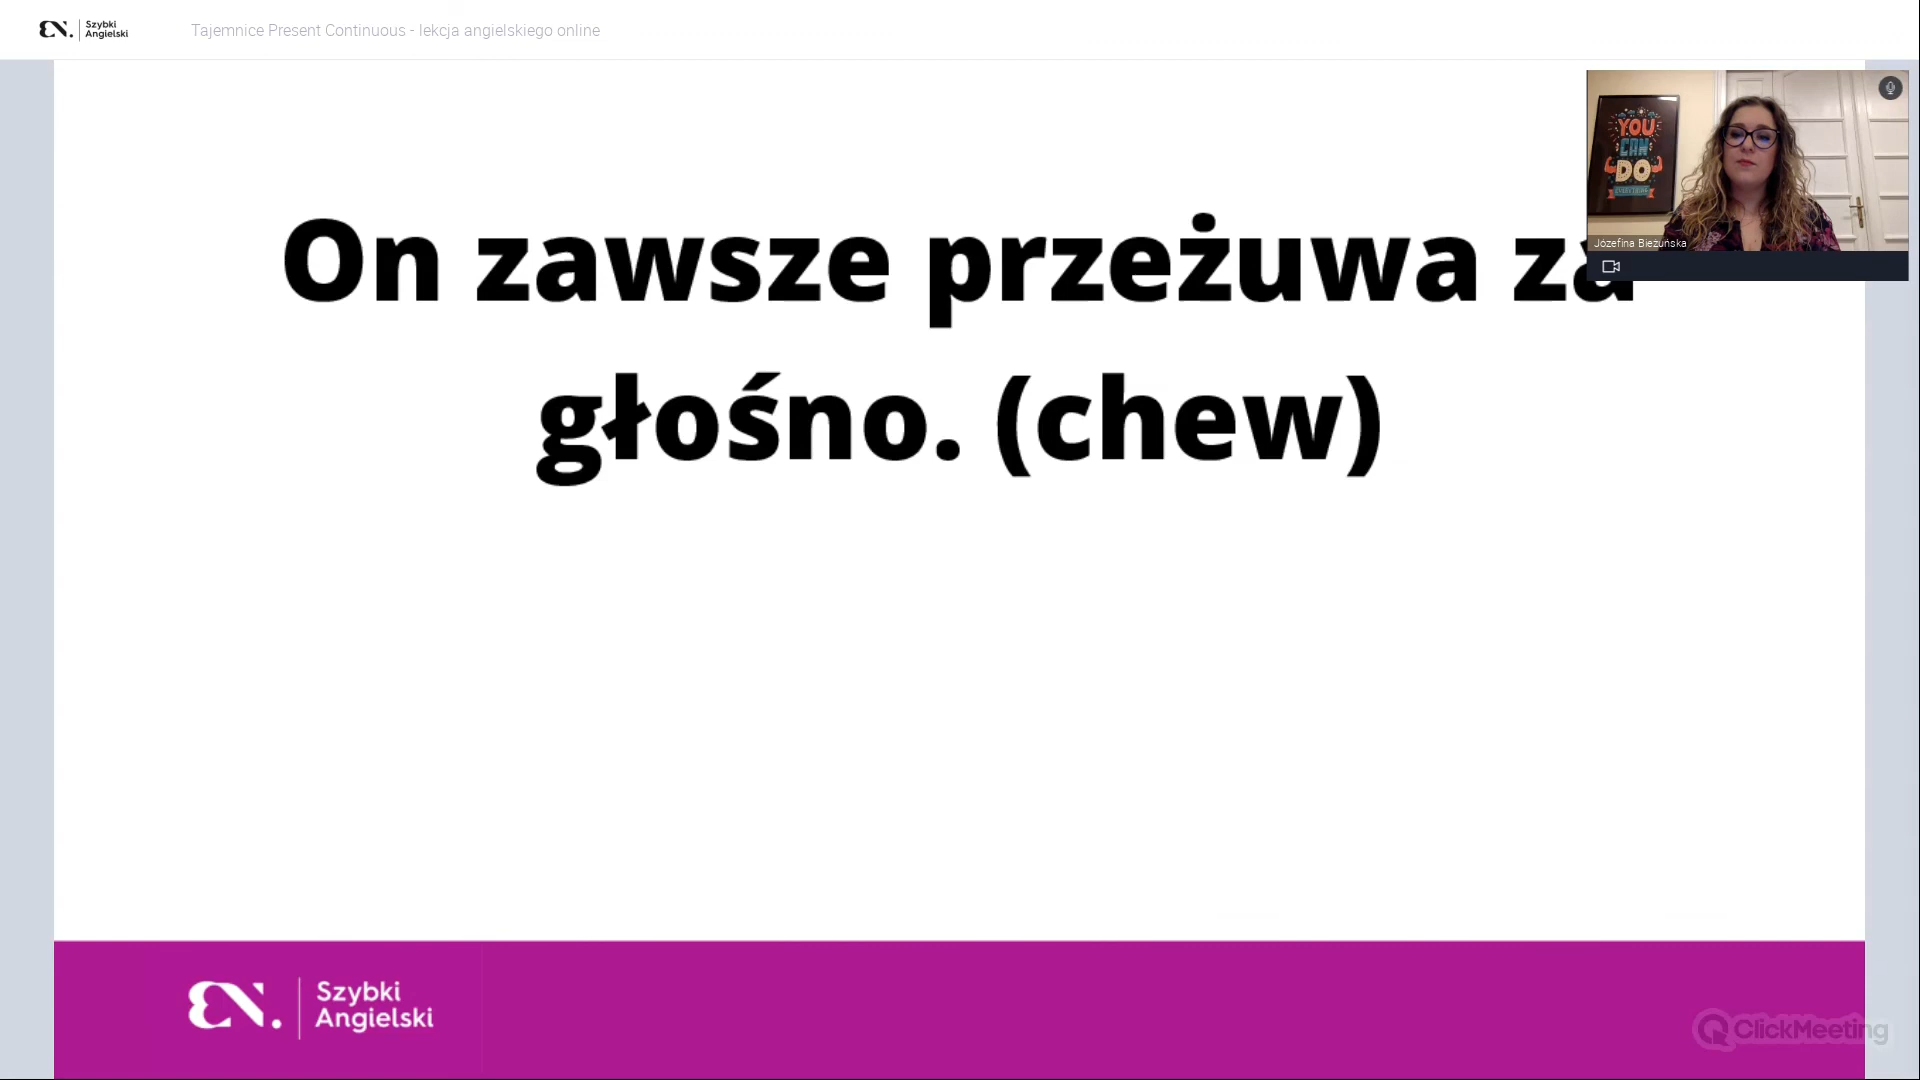 Szybki
Angielski
Tajemnice Present Continuous - lekcja angielskiego online
YOU
CAN
DO
Józefina Bieżuńska
On zawsze przeżuwa za
głośno. (chew)
Szybki
Angielski
ClickMeeting